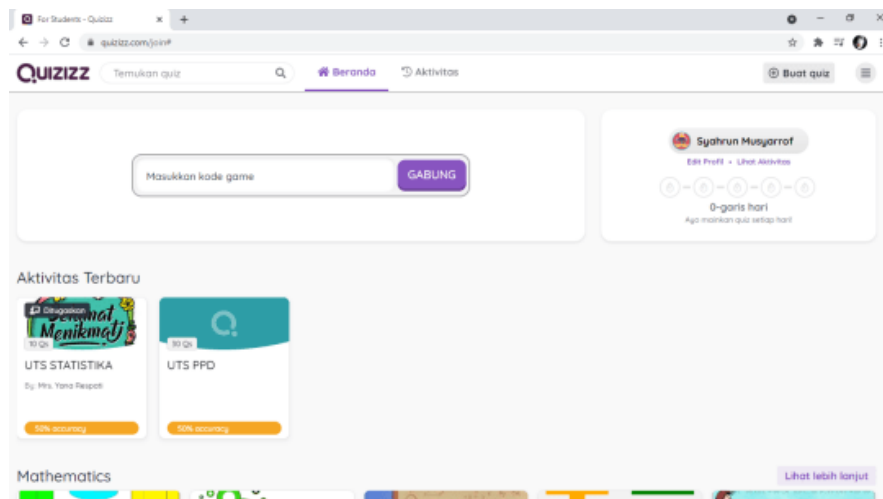 For Students - Quizizz
quizizz.com/join#
QUIZIZZ
Temukan quiz
Beranda
Aktivitas
Buat quiz
Masukkan kode game
GABUNG
Syahrun Musyarrof
Edit Profil • Lihat Aktivitas
0-garis hari
Ayo mainkan quiz setiap hari!
Aktivitas Terbaru
Ditugaskan
Selamat
Menikmati
10 Qs
UTS STATISTIKA
By: Mrs. Yana Respati
50% accuracy
10 Qs
UTS PPD
50% accuracy
Mathematics
Lihat lebih lanjut